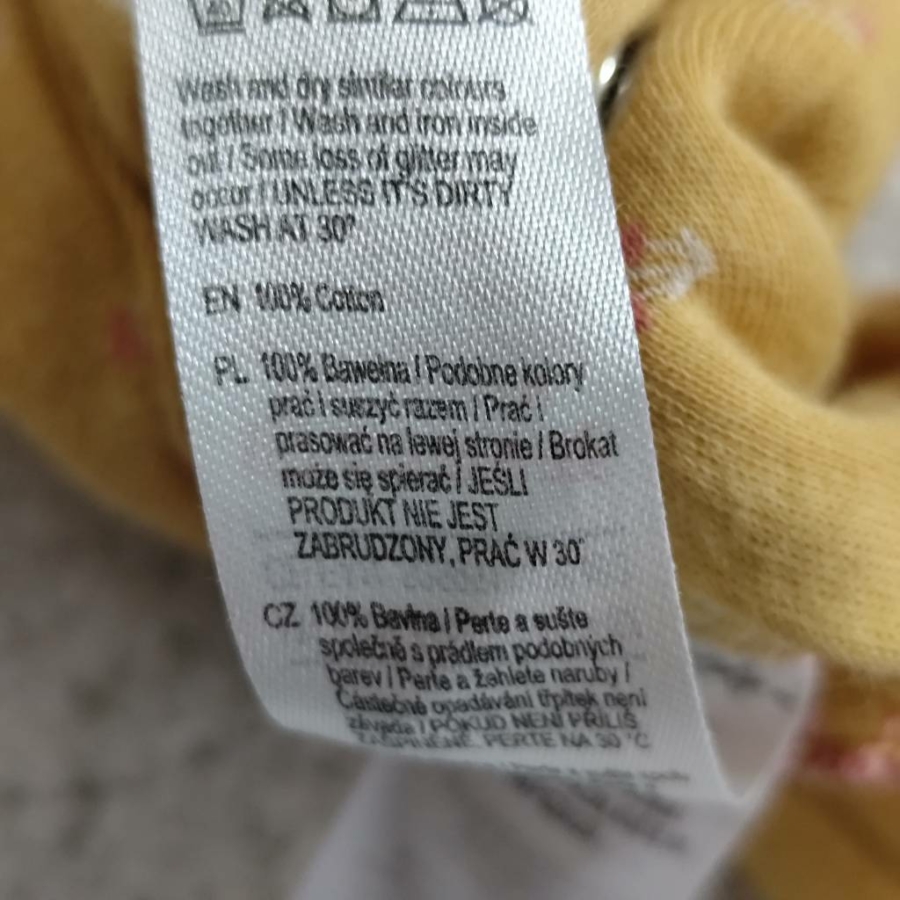 Wash and dry similar colours
together / Wash and iron inside
out / Some loss of glitter may
occur / UNLESS IT'S DIRTY
WASH AT 30°
EN 100% Cotton
PL 100% Bawełna / Podobne kolory
prać i suszyć razem / Prać i
prasować na lewej stronie / Brokat
może się spierać / JEŚLI
PRODUKT NIE JEST
ZABRUDZONY, PRAĆ W 30°
CZ 100% Bavlna / Perte a sušte
společně s prádlem podobných
barev / Perte a žehlete naruby /
Částečné opadávání třpytek není
závada / POKUD NENÍ PŘÍLIŠ
ZAŠPINĚNÉ, PERTE NA 30 °C